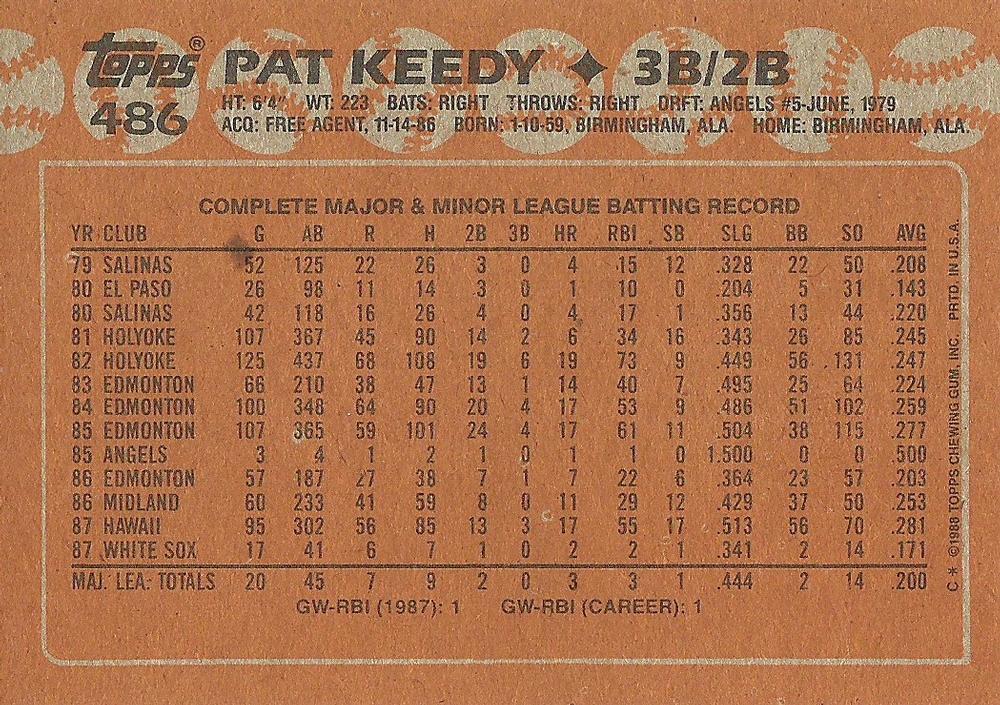 topps® PAT KEEDY ✦ 3B/2B
486 HT: 6'4" WT: 223 BATS: RIGHT THROWS: RIGHT DRFT: ANGELS #5-JUNE, 1979
ACQ: FREE AGENT, 11-14-86 BORN: 1-10-59, BIRMINGHAM, ALA. HOME: BIRMINGHAM, ALA.
COMPLETE MAJOR & MINOR LEAGUE BATTING RECORD
YR CLUB G AB R H 2B 3B HR RBI SB SLG BB SO AVG
79 SALINAS 52 125 22 26 3 0 4 15 12 .328 22 50 .208
80 EL PASO 26 98 11 14 3 0 1 10 0 .204 5 31 .143
80 SALINAS 42 118 16 26 4 0 4 17 1 .356 13 44 .220
81 HOLYOKE 107 367 45 90 14 2 6 34 16 .343 26 85 .245
82 HOLYOKE 125 437 68 108 19 6 19 73 9 .449 56 131 .247
83 EDMONTON 66 210 38 47 13 1 14 40 7 .495 25 64 .224
84 EDMONTON 100 348 64 90 20 4 17 53 9 .486 51 102 .259
85 EDMONTON 107 365 59 101 24 4 17 61 11 .504 38 115 .277
85 ANGELS 3 4 1 2 1 0 1 1 0 1.500 0 0 .500
86 EDMONTON 57 187 27 38 7 1 7 22 6 .364 23 57 .203
86 MIDLAND 60 233 41 59 8 0 11 29 12 .429 37 50 .253
87 HAWAII 95 302 56 85 13 3 17 55 17 .513 56 70 .281
87 WHITE SOX 17 41 6 7 1 0 2 2 1 .341 2 14 .171
MAJ. LEA. TOTALS 20 45 7 9 2 0 3 3 1 .444 2 14 .200
GW-RBI (1987): 1 GW-RBI (CAREER): 1
C * ©1988 TOPPS CHEWING GUM, INC. PRTD. IN U.S.A.